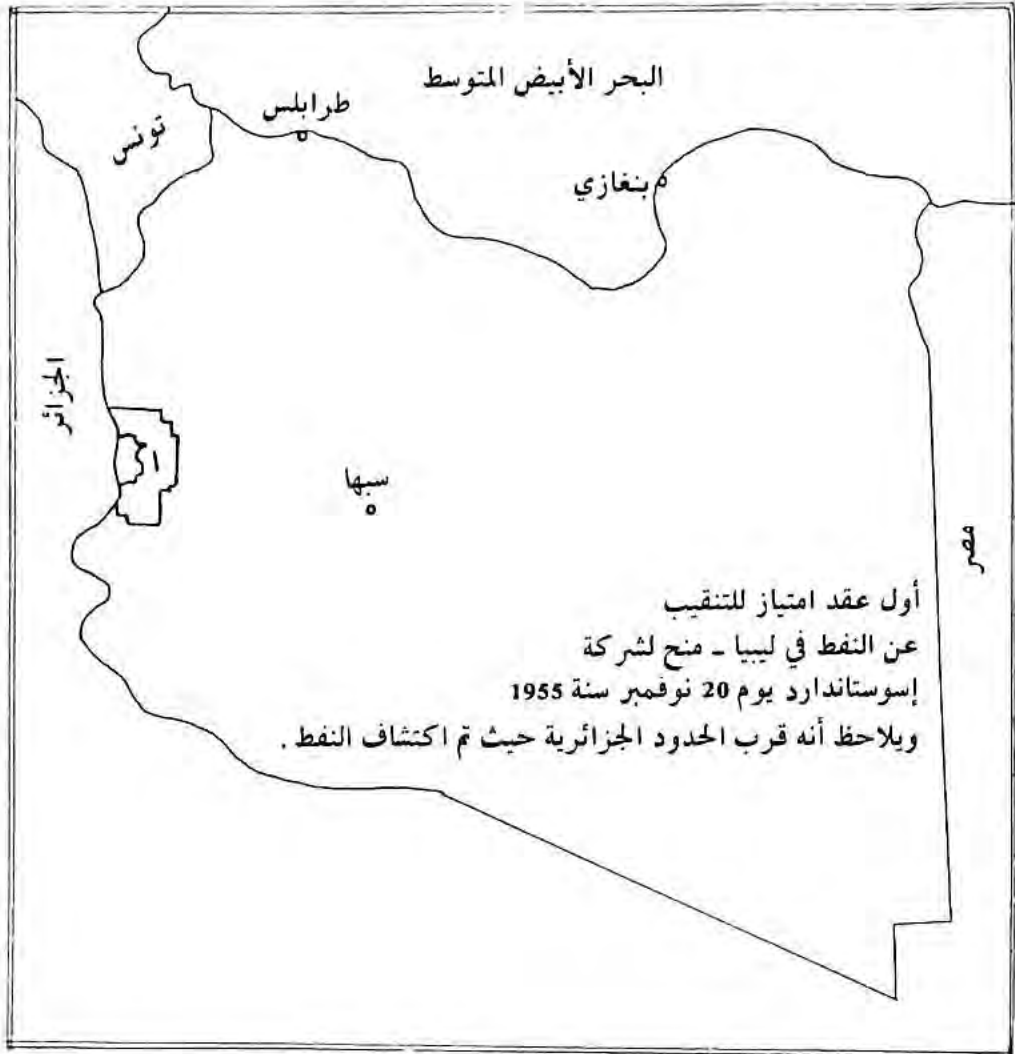 البحر الأبيض المتوسط
طرابلس
تونس
بنغازي
الجزائر
١
سبها
مصر
أول عقد امتياز للتنقيب
عن النفط في ليبيا ـ منح لشركة
إسوستاندارد يوم 20 نوفمبر سنة 1955
ويلاحظ أنه قرب الحدود الجزائرية حيث تم اكتشاف النفط .